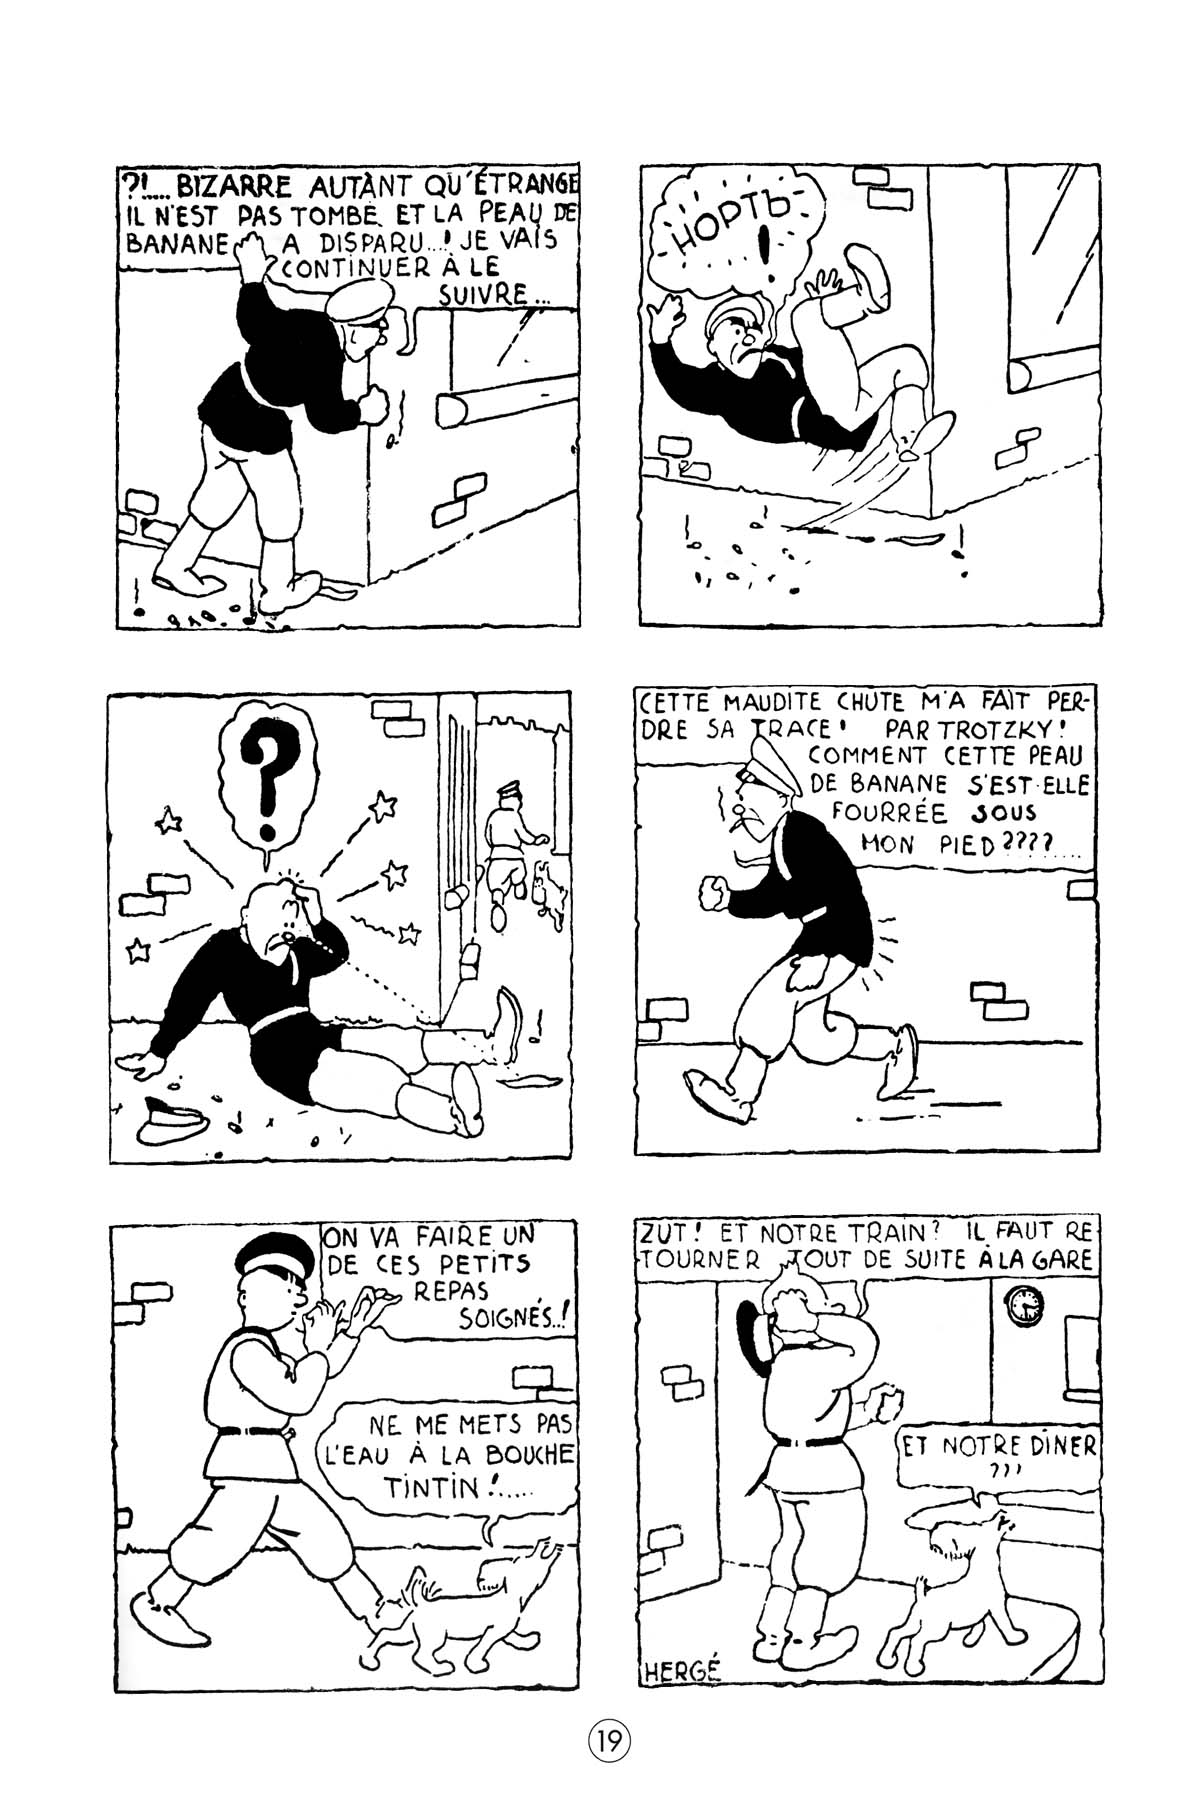 ?!.... BIZARRE AUTANT QU'ÉTRANGE
IL N'EST PAS TOMBÉ ET LA PEAU DE
BANANE A DISPARU...! JE VAIS
CONTINUER À LE
SUIVRE...
НОРТЬ
!
?
CETTE MAUDITE CHUTE M'A FAIT PER-
DRE SA TRACE! PAR TROTZKY!
COMMENT CETTE PEAU
DE BANANE S'EST-ELLE
FOURRÉE SOUS
MON PIED????....
ON VA FAIRE UN
DE CES PETITS
REPAS
SOIGNÉS..!
NE ME METS PAS
L'EAU À LA BOUCHE
TINTIN!.....
ZUT! ET NOTRE TRAIN? IL FAUT RE
TOURNER TOUT DE SUITE À LA GARE
ET NOTRE DINER
???
HERGÉ
19